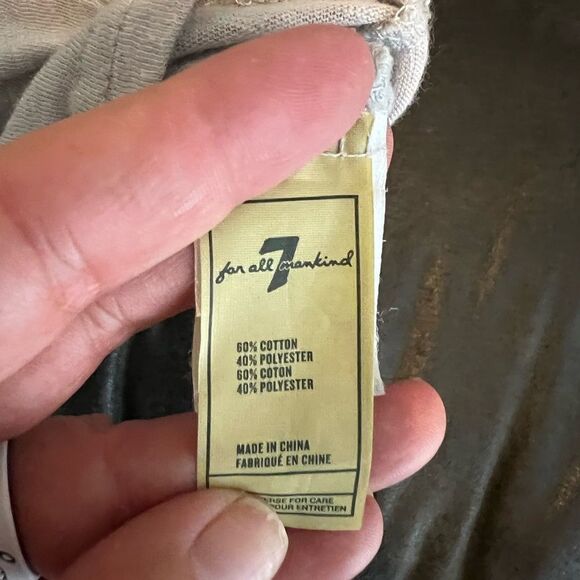 7
for all mankind
60% COTTON
40% POLYESTER
60% COTON
40% POLYESTER
MADE IN CHINA
FABRIQUÉ EN CHINE
FOR CARE
POUR ENTRETIEN